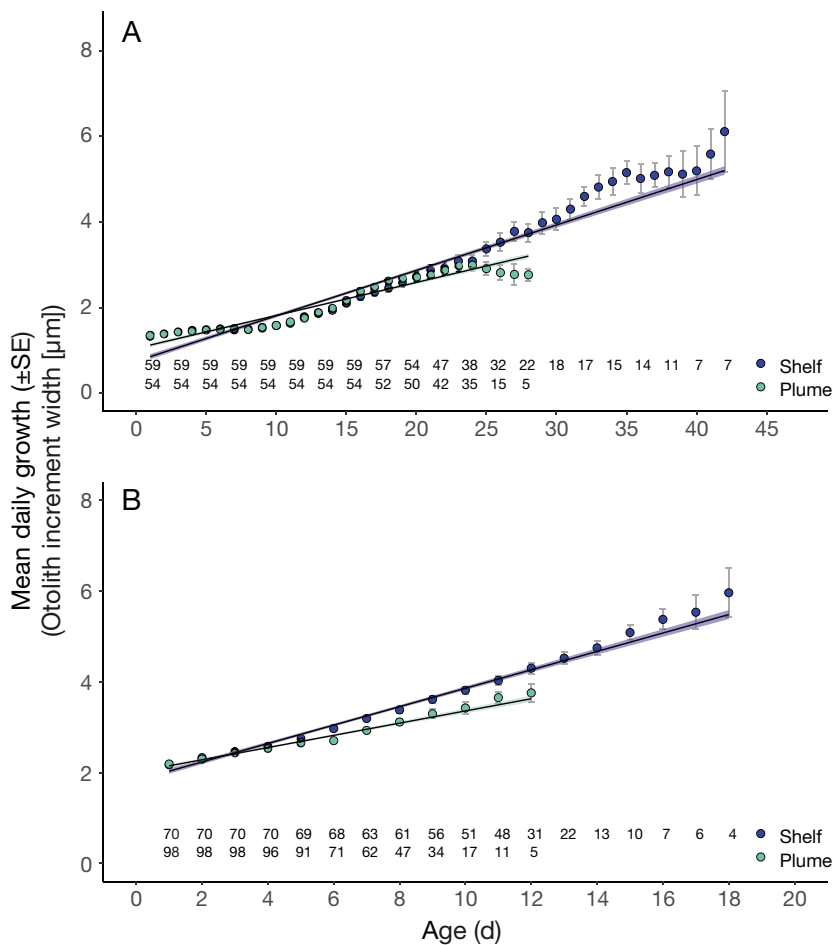 A
8
6
4
2
0
59 59 59 59 59 59 59 59 57 54 47 38 32 22 18 17 15 14 11 7 7
54 54 54 54 54 54 54 54 52 50 42 35 15 5
Shelf
Plume
0 5 10 15 20 25 30 35 40 45
Mean daily growth (±SE)
(Otolith increment width [µm])
B
8
6
4
2
0
70 70 70 70 69 68 63 61 56 51 48 31 22 13 10 7 6 4
98 98 98 96 91 71 62 47 34 17 11 5
Shelf
Plume
0 2 4 6 8 10 12 14 16 18 20
Age (d)